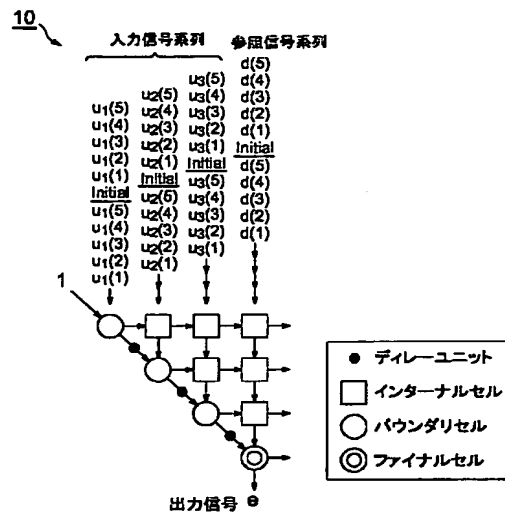 10
入力信号系列
参照信号系列
u1(5)
u1(4)
u1(3)
u1(2)
u1(1)
Initial
u1(5)
u1(4)
u1(3)
u1(2)
u1(1)
u2(5)
u2(4)
u2(3)
u2(2)
u2(1)
Initial
u2(5)
u2(4)
u2(3)
u2(2)
u2(1)
u3(5)
u3(4)
u3(3)
u3(2)
u3(1)
Initial
u3(5)
u3(4)
u3(3)
u3(2)
u3(1)
d(5)
d(4)
d(3)
d(2)
d(1)
Initial
d(5)
d(4)
d(3)
d(2)
d(1)
1
ディレーユニット
インターナルセル
バウンダリセル
ファイナルセル
出力信号 e